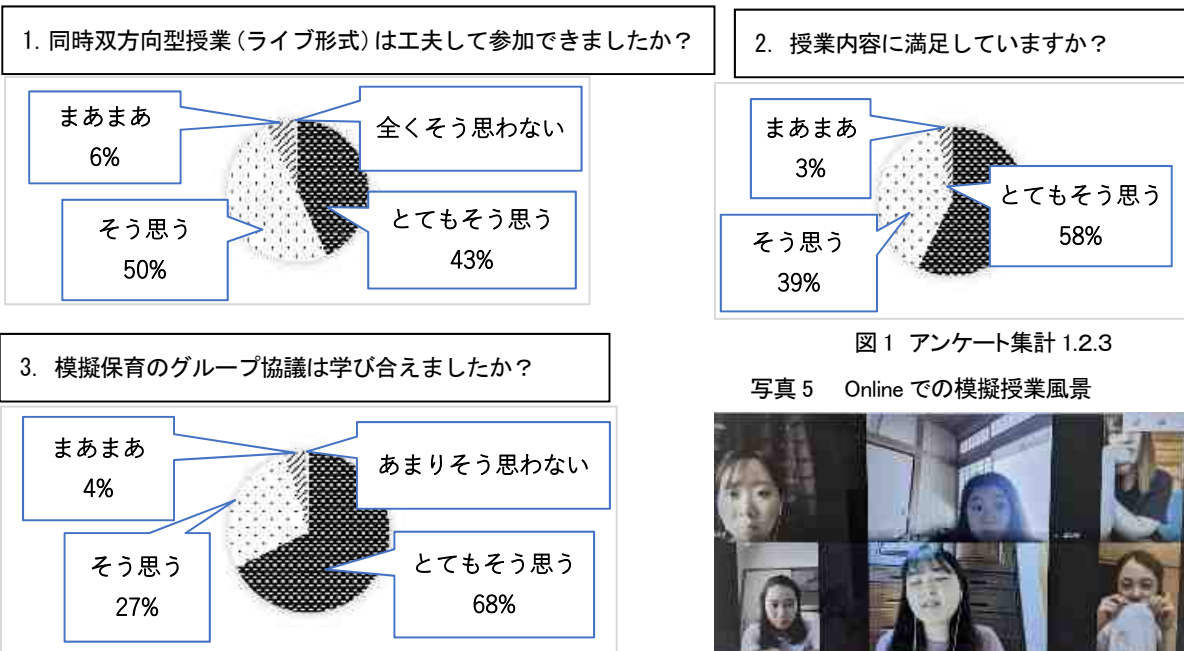 1. 同時双方向型授業(ライブ形式)は工夫して参加できましたか?
まあまあ
6%
全くそう思わない
そう思う
50%
とてもそう思う
43%
2. 授業内容に満足していますか?
まあまあ
3%
とてもそう思う
58%
そう思う
39%
図1 アンケート集計 1.2.3
3. 模擬保育のグループ協議は学び合えましたか?
まあまあ
4%
あまりそう思わない
そう思う
27%
とてもそう思う
68%
写真5 Onlineでの模擬授業風景